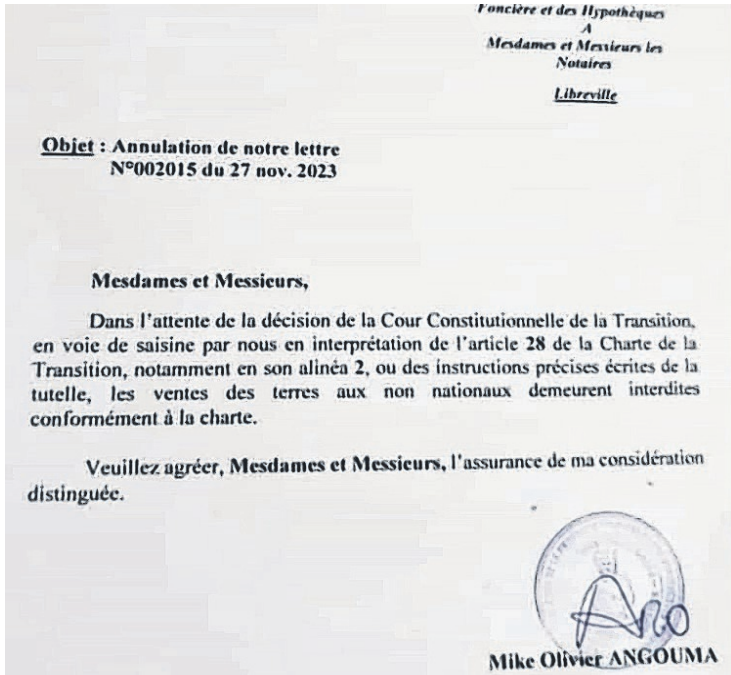 Foncière et des Hypothèques
A
Mesdames et Messieurs les
Notaires
Libreville
Objet : Annulation de notre lettre
N°002015 du 27 nov. 2023
Mesdames et Messieurs,
Dans l'attente de la décision de la Cour Constitutionnelle de la Transition,
en voie de saisine par nous en interprétation de l'article 28 de la Charte de la
Transition, notamment en son alinéa 2, ou des instructions précises écrites de la
tutelle, les ventes des terres aux non nationaux demeurent interdites
conformément à la charte.
Veuillez agréer, Mesdames et Messieurs, l'assurance de ma considération
distinguée.
Mike Olivier ANGOUMA